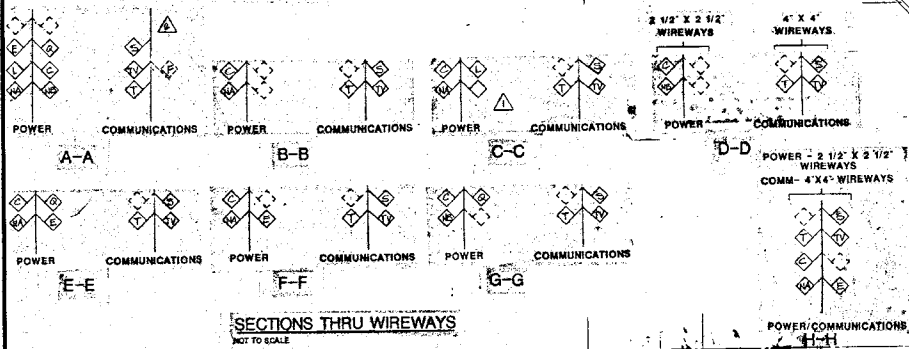 2 1/2" X 2 1/2" WIREWAYS
4" X 4" WIREWAYS
E Q
L C
NA NS
S
TV F
T
C
NA
S
T TV
C L
NA
1
S
T TV
C
NS
S
T TV
POWER COMMUNICATIONS
A-A
POWER COMMUNICATIONS
B-B
POWER COMMUNICATIONS
C-C
POWER COMMUNICATIONS
D-D
POWER - 2 1/2" X 2 1/2" WIREWAYS
COMM- 4"X4" WIREWAYS
C Q
NA E
S
T TV
C
NA E
S
T TV
C Q
NS
S
T TV
S
T TV
C
NA E
POWER COMMUNICATIONS
E-E
POWER COMMUNICATIONS
F-F
POWER COMMUNICATIONS
G-G
POWER/COMMUNICATIONS
H-H
SECTIONS THRU WIREWAYS
NOT TO SCALE